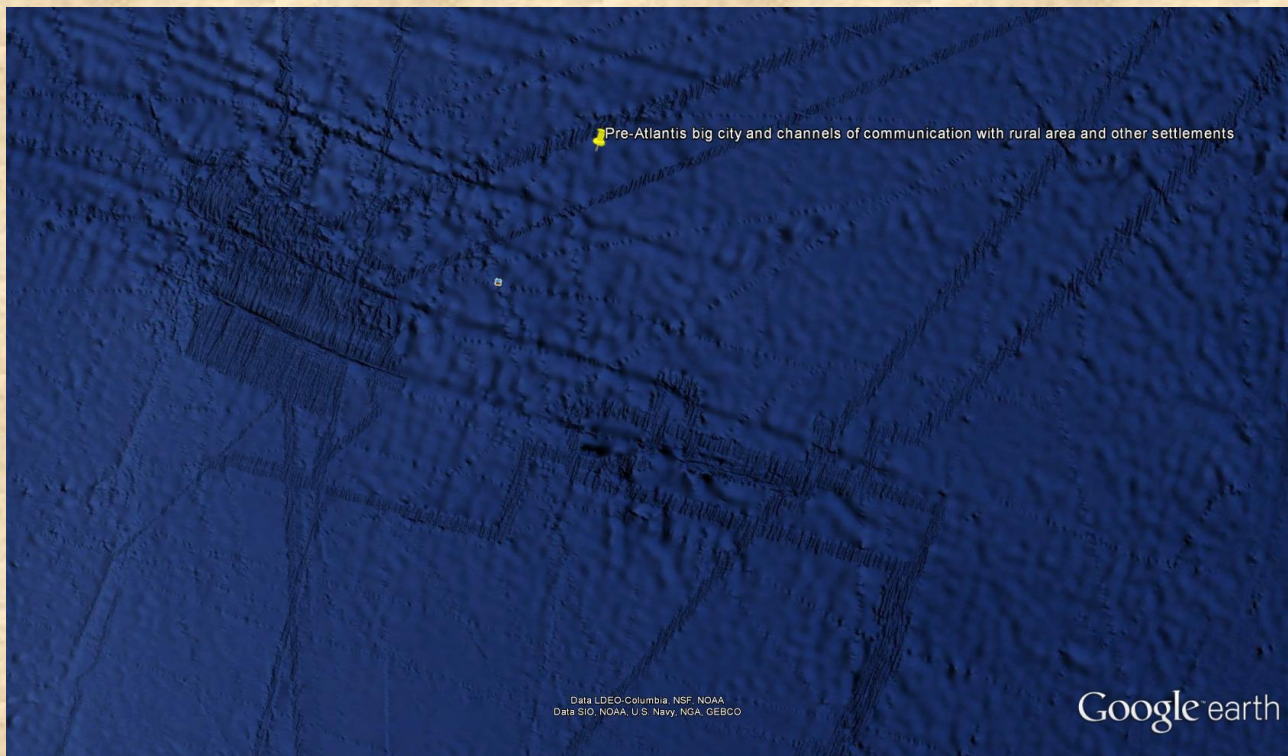 Pre-Atlantis big city and channels of communication with rural area and other settlements
Data LDEO-Columbia, NSF, NOAA
Data SIO, NOAA, U.S. Navy, NGA, GEBCO
Google earth